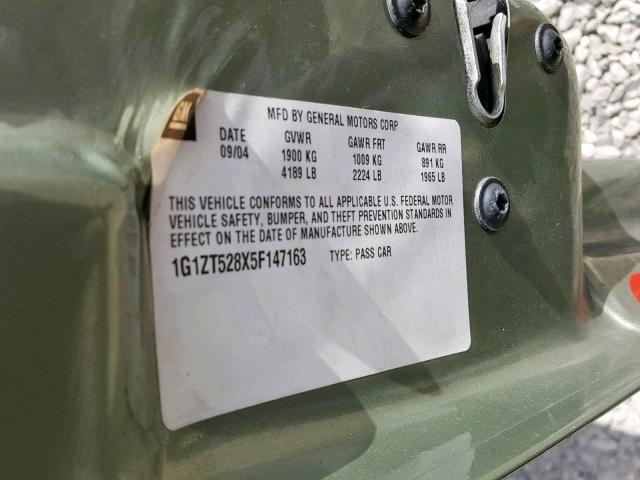 GM
MFD BY GENERAL MOTORS CORP
DATE GVWR GAWR FRT GAWR RR
09/04 1900 KG 1009 KG 891 KG
4189 LB 2224 LB 1965 LB
THIS VEHICLE CONFORMS TO ALL APPLICABLE U.S. FEDERAL MOTOR
VEHICLE SAFETY, BUMPER, AND THEFT PREVENTION STANDARDS IN
EFFECT ON THE DATE OF MANUFACTURE SHOWN ABOVE.
1G1ZT528X5F147163 TYPE: PASS CAR